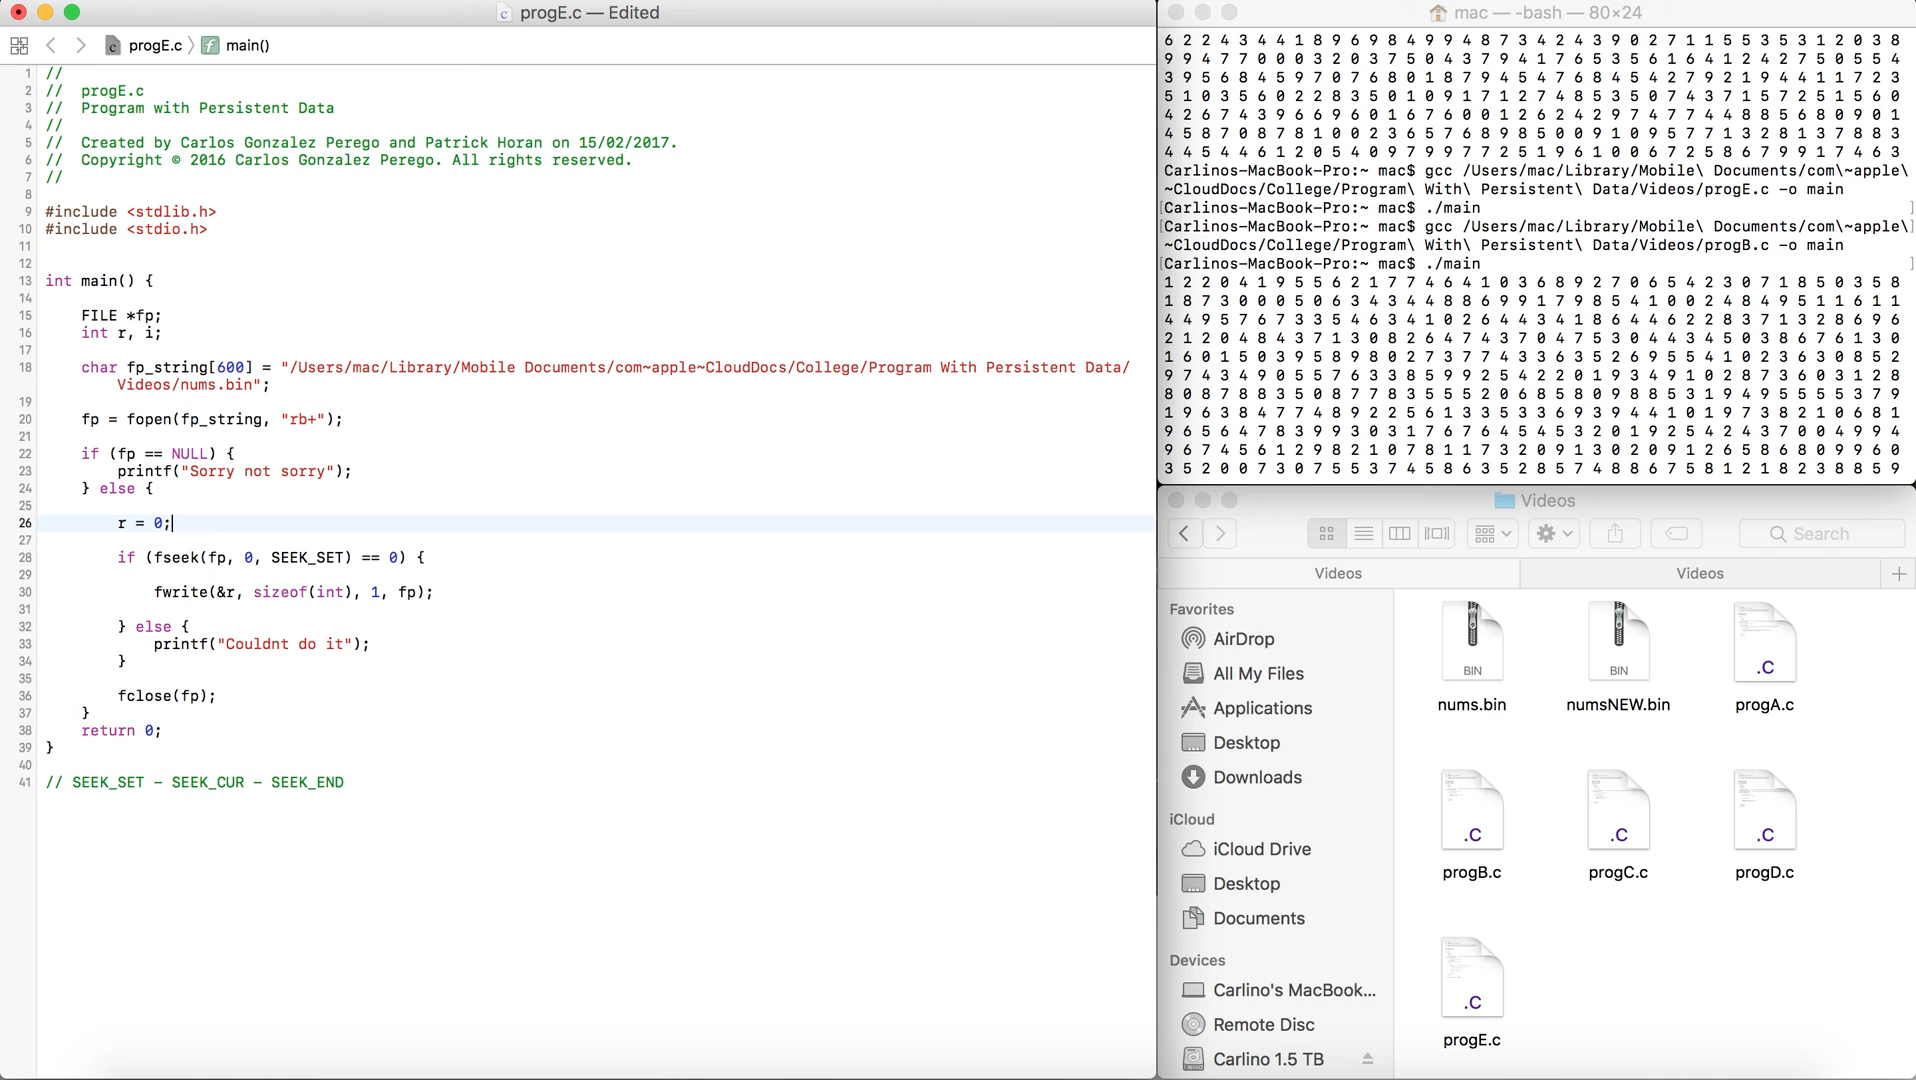 progE.c — Edited
progE.c
main()
1 //
2 // progE.c
3 // Program with Persistent Data
4 //
5 // Created by Carlos Gonzalez Perego and Patrick Horan on 15/02/2017.
6 // Copyright © 2016 Carlos Gonzalez Perego. All rights reserved.
7 //
8
9 #include <stdlib.h>
10 #include <stdio.h>
11
12
13 int main() {
14
15 FILE *fp;
16 int r, i;
17
18 char fp_string[600] = "/Users/mac/Library/Mobile Documents/com~apple~CloudDocs/College/Program With Persistent Data/
Videos/nums.bin";
19
20 fp = fopen(fp_string, "rb+");
21
22 if (fp == NULL) {
23 printf("Sorry not sorry");
24 } else {
25
26 r = 0;
27
28 if (fseek(fp, 0, SEEK_SET) == 0) {
29
30 fwrite(&r, sizeof(int), 1, fp);
31
32 } else {
33 printf("Couldnt do it");
34 }
35
36 fclose(fp);
37 }
38 return 0;
39 }
40
41 // SEEK_SET – SEEK_CUR – SEEK_END
mac — -bash — 80×24
6 2 2 4 3 4 4 1 8 9 6 9 8 4 9 9 4 8 7 3 4 2 4 3 9 0 2 7 1 1 5 5 3 5 3 1 2 0 3 8
9 9 4 7 7 0 0 0 3 2 0 3 7 5 0 4 3 7 9 4 1 7 6 5 3 5 6 1 6 4 1 2 4 2 7 5 0 5 5 4
3 9 5 6 8 4 5 9 7 0 7 6 8 0 1 8 7 9 4 5 4 7 6 8 4 5 4 2 7 9 2 1 9 4 4 1 1 7 2 3
5 1 0 3 5 6 0 2 2 8 3 5 0 1 0 9 1 7 1 2 7 4 8 5 3 5 0 7 4 3 7 1 5 7 2 5 1 5 6 0
4 2 6 7 4 3 9 6 6 9 6 0 1 6 7 6 0 0 1 2 6 2 4 2 9 7 4 7 7 4 4 8 8 5 6 8 0 9 0 1
4 5 8 7 0 8 7 8 1 0 0 2 3 6 5 7 6 8 9 8 5 0 0 9 1 0 9 5 7 7 1 3 2 8 1 3 7 8 8 3
4 4 5 4 4 6 1 2 0 5 4 0 9 7 9 9 7 7 2 5 1 9 6 1 0 0 6 7 2 5 8 6 7 9 9 1 7 4 6 3
Carlinos-MacBook-Pro:~ mac$ gcc /Users/mac/Library/Mobile\ Documents/com\~apple\
~CloudDocs/College/Program\ With\ Persistent\ Data/Videos/progE.c -o main
[Carlinos-MacBook-Pro:~ mac$ ./main ]
[Carlinos-MacBook-Pro:~ mac$ gcc /Users/mac/Library/Mobile\ Documents/com\~apple\]
~CloudDocs/College/Program\ With\ Persistent\ Data/Videos/progB.c -o main
[Carlinos-MacBook-Pro:~ mac$ ./main ]
1 2 2 0 4 1 9 5 5 6 2 1 7 7 4 6 4 1 0 3 6 8 9 2 7 0 6 5 4 2 3 0 7 1 8 5 0 3 5 8
1 8 7 3 0 0 0 5 0 6 3 4 3 4 4 8 8 6 9 9 1 7 9 8 5 4 1 0 0 2 4 8 4 9 5 1 1 6 1 1
4 4 9 5 7 6 7 3 3 5 4 6 3 4 1 0 2 6 4 4 3 4 1 8 6 4 4 6 2 2 8 3 7 1 3 2 8 6 9 6
2 1 2 0 4 8 4 3 7 1 3 0 8 2 6 4 7 4 3 7 0 4 7 5 3 0 4 4 3 4 5 0 3 8 6 7 6 1 3 0
1 6 0 1 5 0 3 9 5 8 9 8 0 2 7 3 7 7 4 3 3 6 3 5 2 6 9 5 5 4 1 0 2 3 6 3 0 8 5 2
9 7 4 3 4 9 0 5 5 7 6 3 3 8 5 9 9 2 5 4 2 2 0 1 9 3 4 9 1 0 2 8 7 3 6 0 3 1 2 8
8 0 8 7 8 8 3 5 0 8 7 7 8 3 5 5 5 2 0 6 8 5 8 0 9 8 8 5 3 1 9 4 9 5 5 5 5 3 7 9
1 9 6 3 8 4 7 7 4 8 9 2 2 5 6 1 3 3 5 3 3 6 9 3 9 4 4 1 0 1 9 7 3 8 2 1 0 6 8 1
9 6 5 6 4 7 8 3 9 9 3 0 3 1 7 6 7 6 4 5 4 5 3 2 0 1 9 2 5 4 2 4 3 7 0 0 4 9 9 4
9 6 7 4 5 6 1 2 9 8 2 1 0 7 8 1 1 7 3 2 0 9 1 3 0 2 0 9 1 2 6 5 8 6 8 0 9 9 6 0
3 5 2 0 0 7 3 0 7 5 5 3 7 4 5 8 6 3 5 2 8 5 7 4 8 8 6 7 5 8 1 2 1 8 2 3 8 8 5 9
Videos
Search
Videos
Videos
Favorites
AirDrop
All My Files
Applications
Desktop
Downloads
iCloud
iCloud Drive
Desktop
Documents
Devices
Carlino's MacBook...
Remote Disc
Carlino 1.5 TB
BIN
BIN
.C
nums.bin
numsNEW.bin
progA.c
.C
.C
.C
progB.c
progC.c
progD.c
.C
progE.c